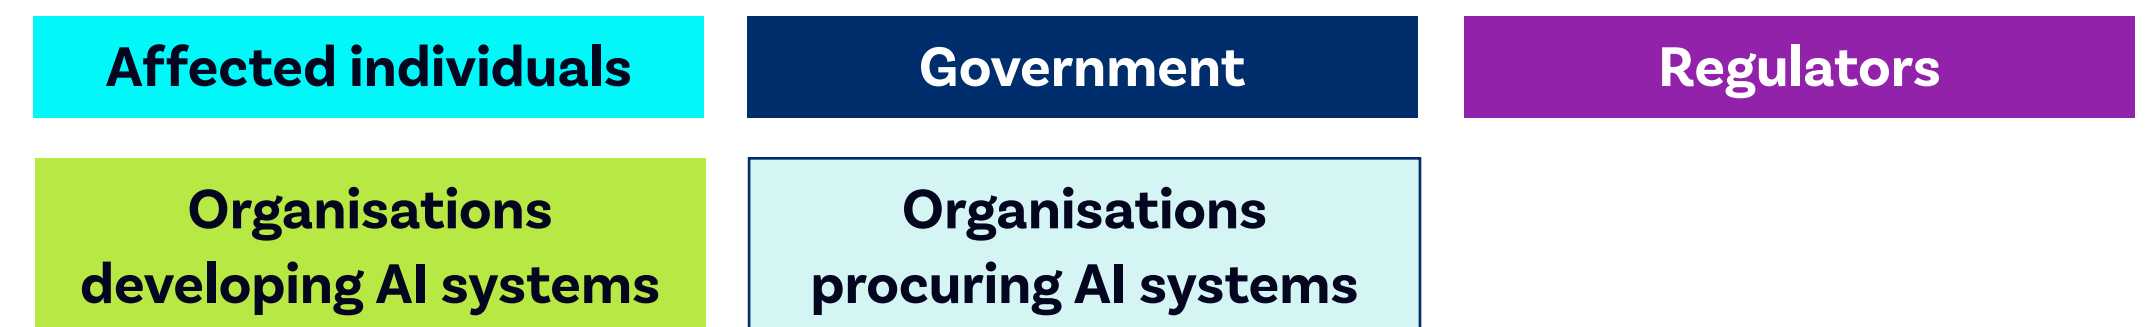 Affected individuals
Government
Regulators
Organisations
developing AI systems
Organisations
procuring AI systems